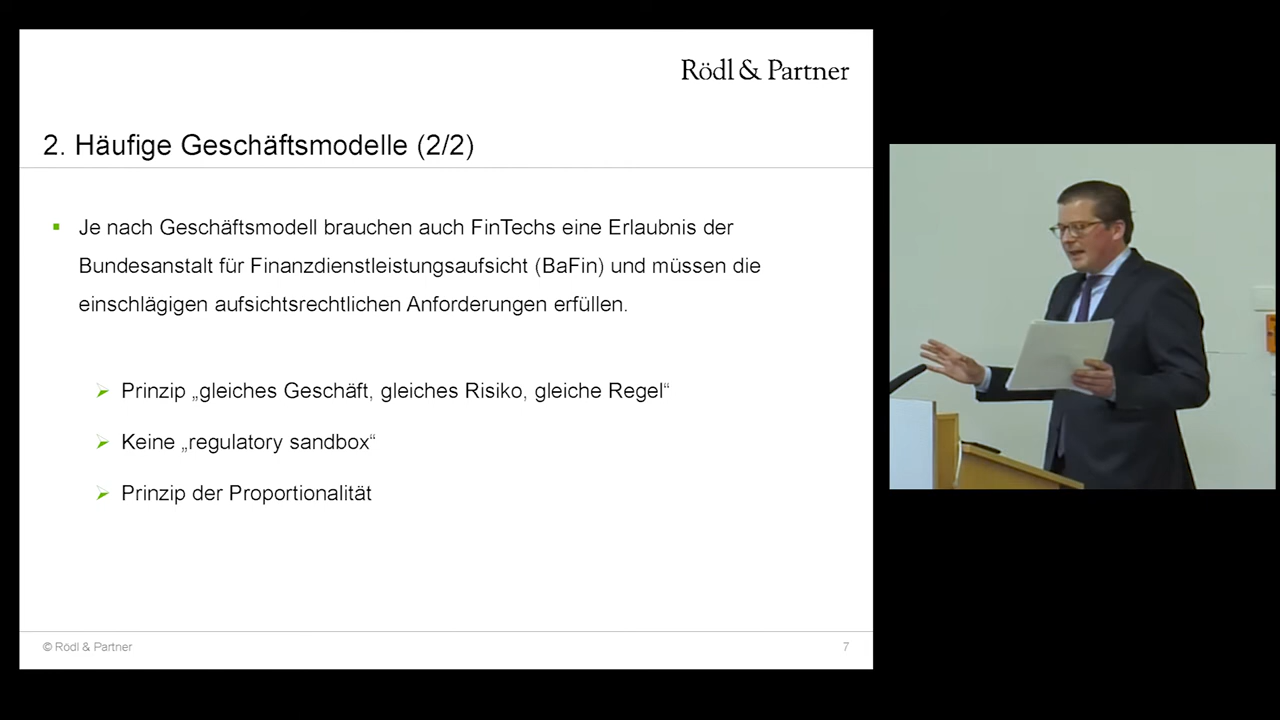 Rödl & Partner
2. Häufige Geschäftsmodelle (2/2)
Je nach Geschäftsmodell brauchen auch FinTechs eine Erlaubnis der
Bundesanstalt für Finanzdienstleistungsaufsicht (BaFin) und müssen die
einschlägigen aufsichtsrechtlichen Anforderungen erfüllen.
Prinzip „gleiches Geschäft, gleiches Risiko, gleiche Regel“
Keine „regulatory sandbox“
Prinzip der Proportionalität
© Rödl & Partner
7